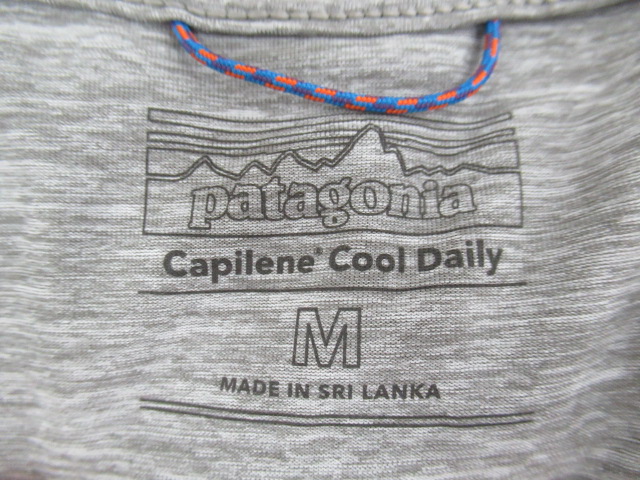 patagonia
Capilene® Cool Daily
M
MADE IN SRI LANKA